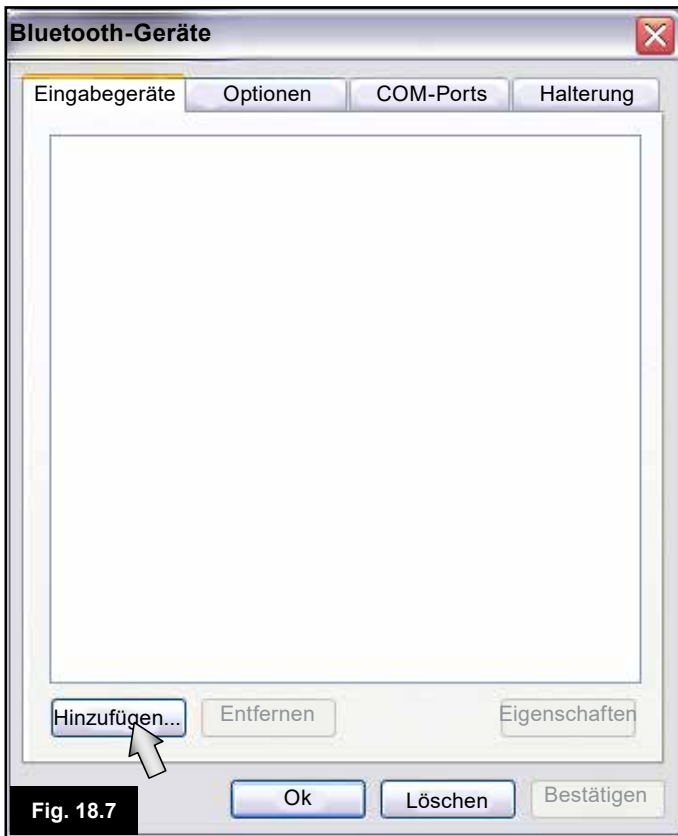 Bluetooth-Geräte
Eingabegeräte Optionen COM-Ports Halterung
Hinzufügen... Entfernen Eigenschaften
Ok Löschen Bestätigen
Fig. 18.7